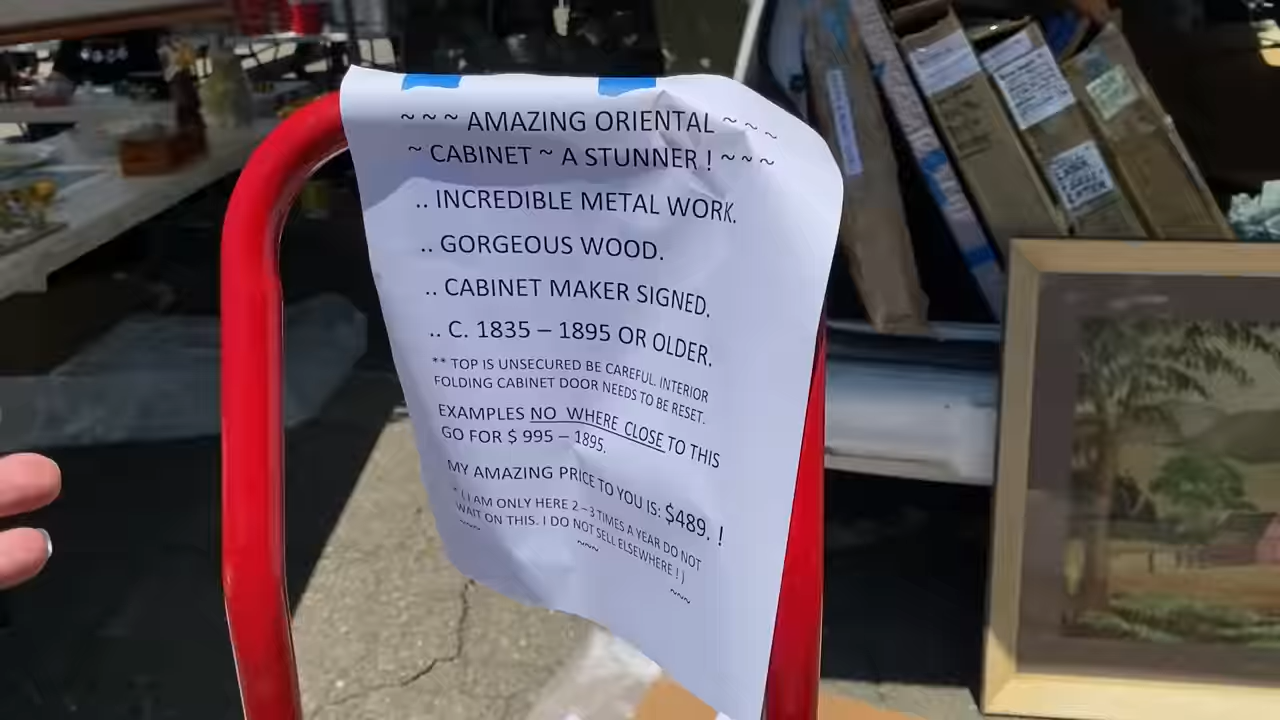 ~ ~ ~ AMAZING ORIENTAL ~ ~ ~
~ CABINET ~ A STUNNER ! ~ ~ ~
.. INCREDIBLE METAL WORK.
.. GORGEOUS WOOD.
.. CABINET MAKER SIGNED.
.. C. 1835 – 1895 OR OLDER.
** TOP IS UNSECURED BE CAREFUL. INTERIOR
FOLDING CABINET DOOR NEEDS TO BE RESET.
EXAMPLES NO WHERE CLOSE TO THIS
GO FOR $ 995 – 1895.
MY AMAZING PRICE TO YOU IS: $489. !
* ( I AM ONLY HERE 2 – 3 TIMES A YEAR DO NOT
WAIT ON THIS. I DO NOT SELL ELSEWHERE ! )
~~~ ~~~ ~~~